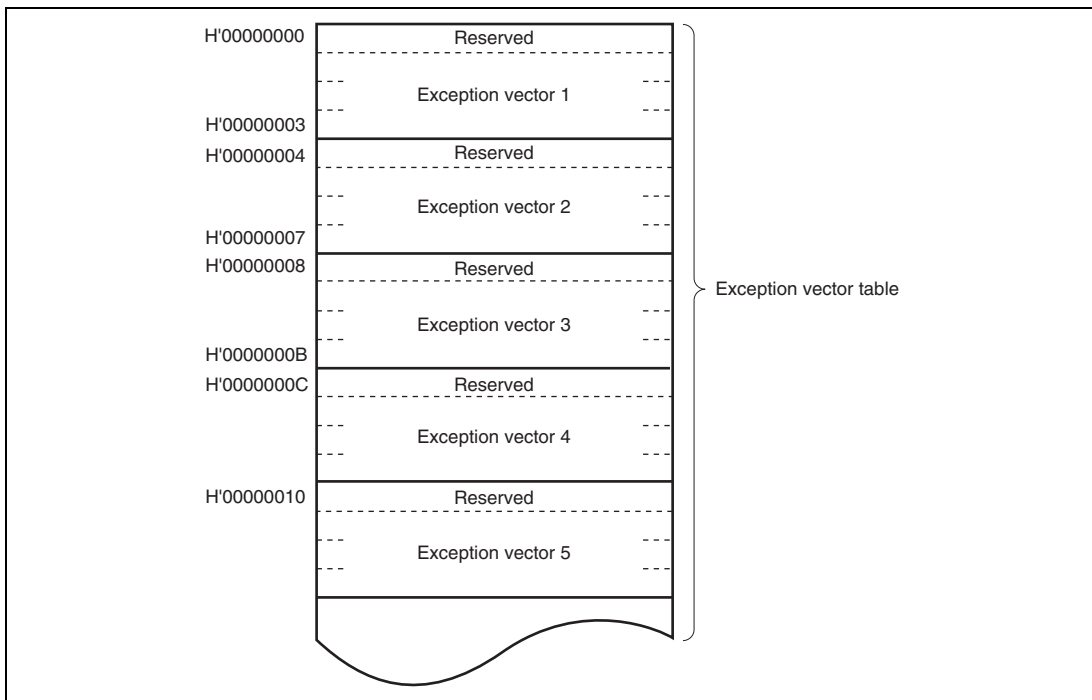 H'00000000
Reserved
Exception vector 1
H'00000003
H'00000004
Reserved
Exception vector 2
H'00000007
H'00000008
Reserved
Exception vector table
Exception vector 3
H'0000000B
H'0000000C
Reserved
Exception vector 4
H'00000010
Reserved
Exception vector 5